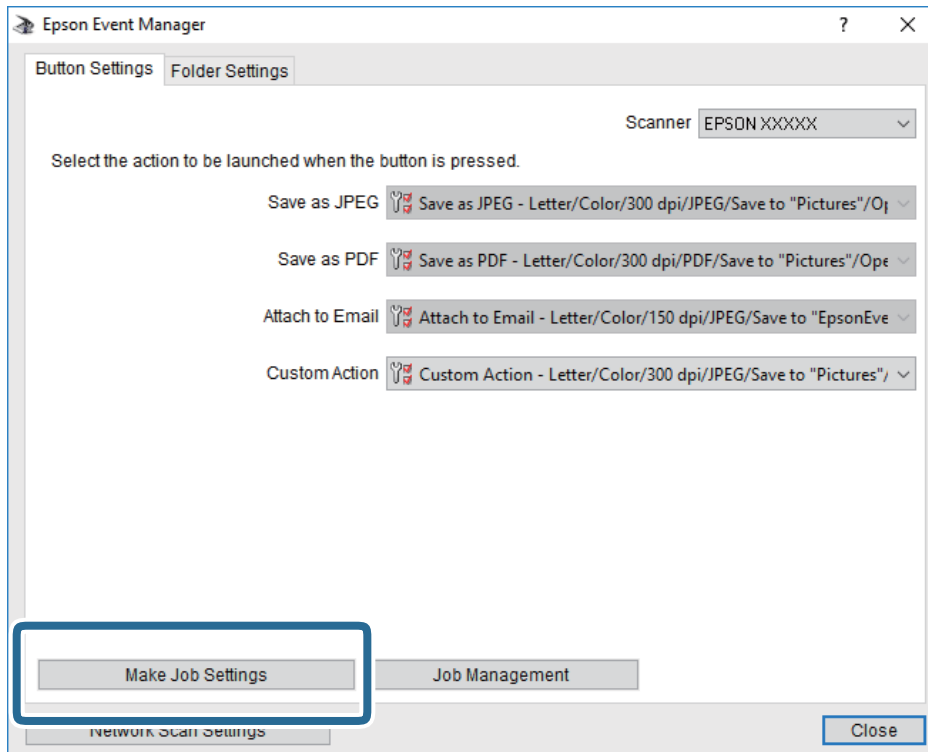 Epson Event Manager
Button Settings Folder Settings
Scanner EPSON XXXXX
Select the action to be launched when the button is pressed.
Save as JPEG Save as JPEG - Letter/Color/300 dpi/JPEG/Save to "Pictures"/Op
Save as PDF Save as PDF - Letter/Color/300 dpi/PDF/Save to "Pictures"/Ope
Attach to Email Attach to Email - Letter/Color/150 dpi/JPEG/Save to "EpsonEve
Custom Action Custom Action - Letter/Color/300 dpi/JPEG/Save to "Pictures"/
Make Job Settings Job Management
Network Scan Settings Close